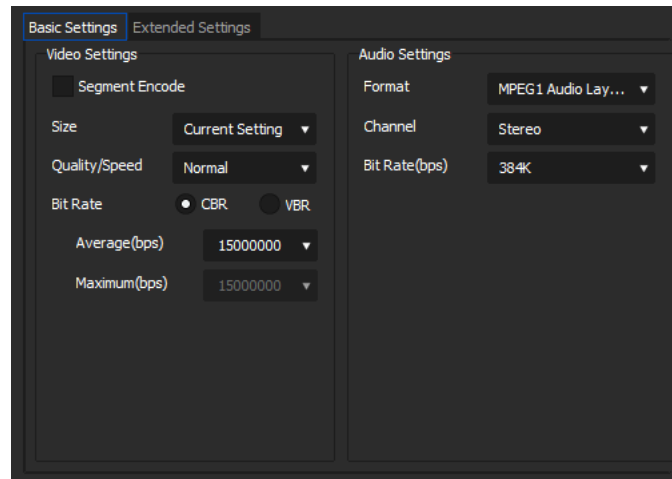 Basic Settings Extended Settings
Video Settings
Segment Encode
Size Current Setting
Quality/Speed Normal
Bit Rate CBR VBR
Average(bps) 15000000
Maximum(bps) 15000000
Audio Settings
Format MPEG1 Audio Lay...
Channel Stereo
Bit Rate(bps) 384K